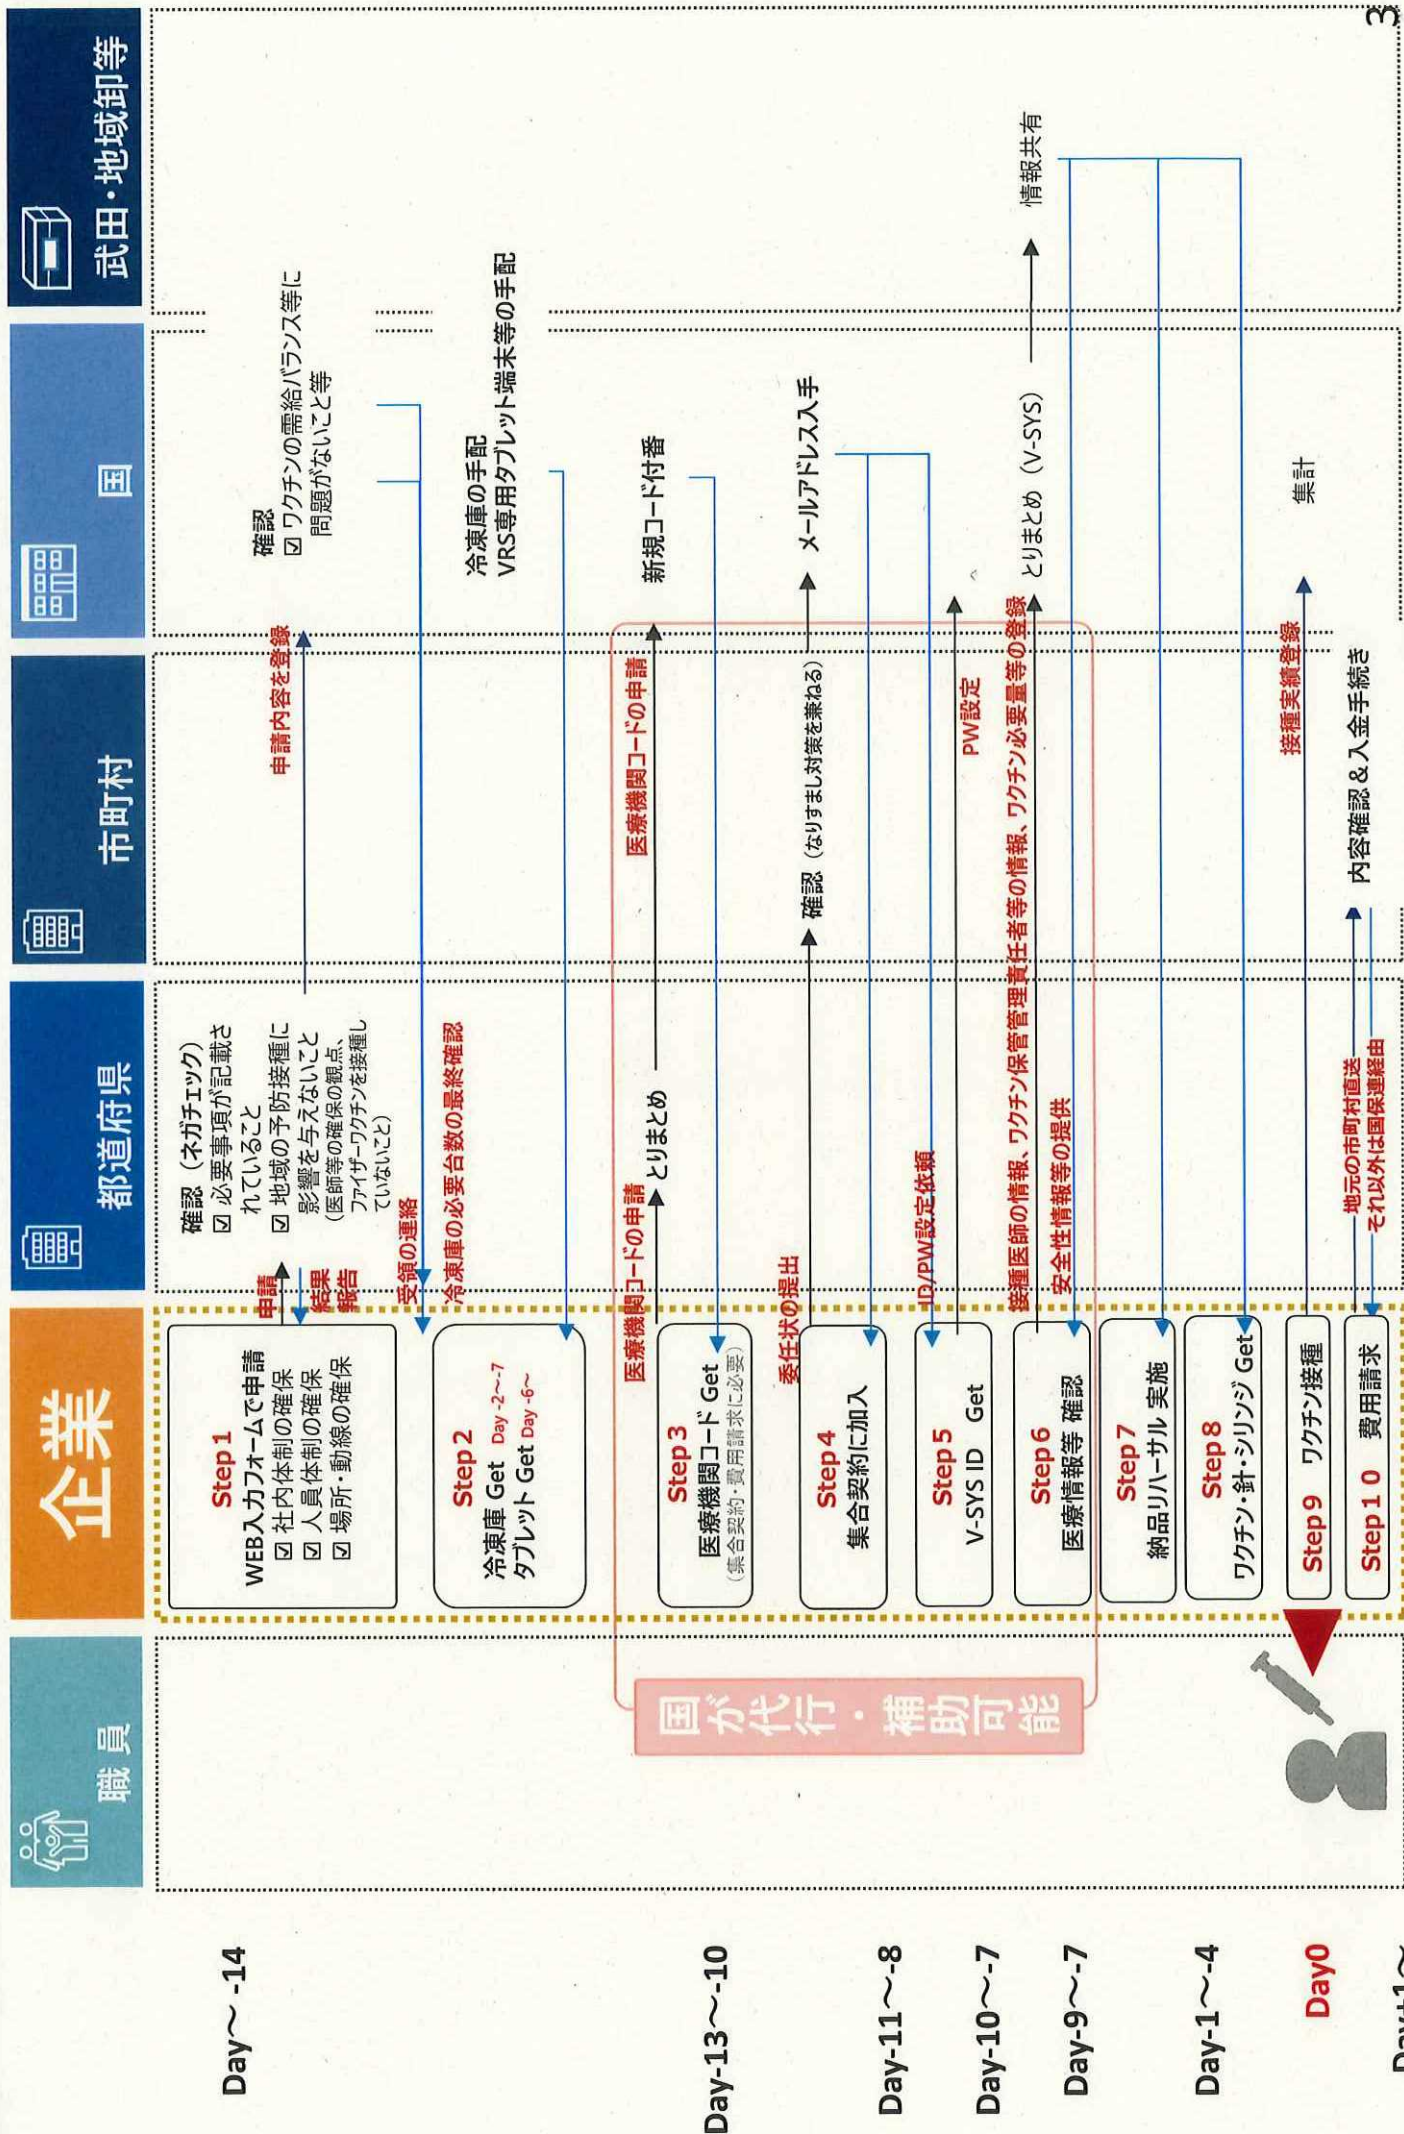 職員
企業
都道府県
市町村
国
武田・地域卸等
Day～ -14
Step1
WEB入力フォームで申請
☑ 社内体制の確保
☑ 人員体制の確保
☑ 場所・動線の確保
申請
結果
報告
確認（ネガチェック）
☑ 必要事項が記載さ
れていること
☑ 地域の予防接種に
影響を与えないこと
（医師等の確保の観点、
ファイザーワクチンを接種し
ていないこと）
申請内容を登録
確認
☑ ワクチンの需給バランス等に
問題がないこと等
受領の連絡
冷凍庫の必要台数の最終確認
Step2
冷凍庫 Get Day -2～-7
タブレット Get Day -6～
冷凍庫の手配
VRS専用タブレット端末等の手配
国が代行・補助可能
Day-13～-10
医療機関コードの申請
Step3
医療機関コード Get
（集合契約・費用請求に必要）
とりまとめ
医療機関コードの申請
新規コード付番
Day-11～-8
委任状の提出
Step4
集合契約に加入
確認（なりすまし対策を兼ねる）
メールアドレス入手
Day-10～-7
ID/PW設定依頼
Step5
V-SYS ID Get
PW設定
Day-9～-7
接種医師の情報、ワクチン保管管理責任者等の情報、ワクチン必要量等の登録
Step6
医療情報等 確認
安全性情報等の提供
とりまとめ（V-SYS）
情報共有
Step7
納品リハーサル 実施
Day-1～-4
Step8
ワクチン・針・シリンジ Get
Day0
Step9 ワクチン接種
接種実績登録
集計
Day+1～
Step10 費用請求
地元の市町村直送
それ以外は国保連経由
内容確認＆入金手続き
3